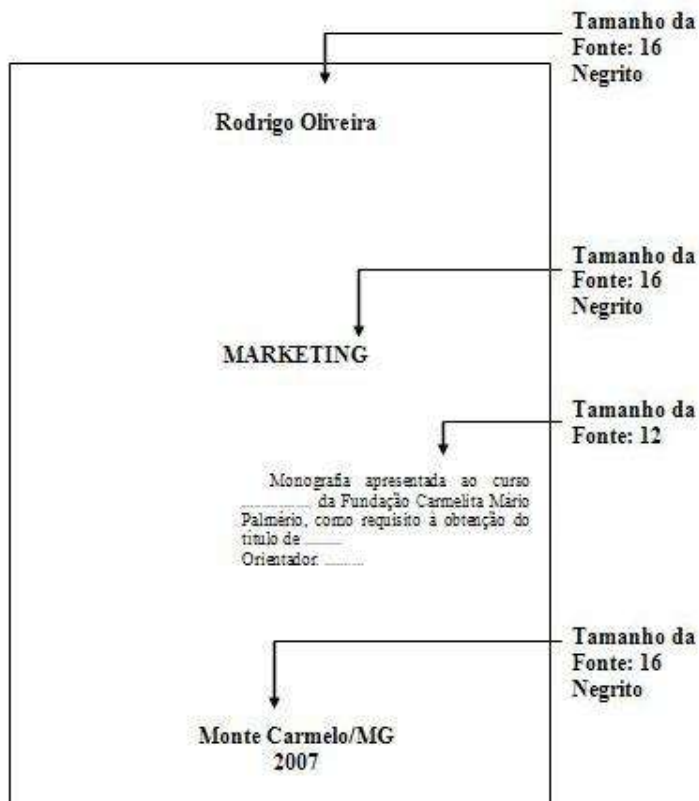 Tamanho da
Fonte: 16
Negrito
Rodrigo Oliveira
Tamanho da
Fonte: 16
Negrito
MARKETING
Tamanho da
Fonte: 12
Monografia apresentada ao curso
.................. da Fundação Carmelita Mário
Palmério, como requisito à obtenção do
título de ..........
Orientador: ..........
Tamanho da
Fonte: 16
Negrito
Monte Carmelo/MG
2007